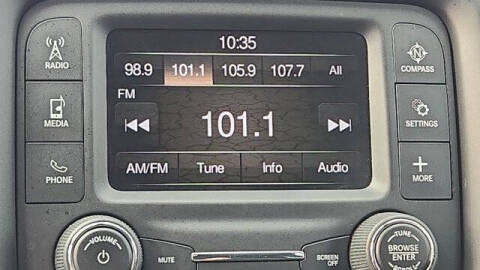 10:35
RADIO 98.9 101.1 105.9 107.7 All COMPASS
FM
MEDIA 101.1 SETTINGS
PHONE AM/FM Tune Info Audio MORE
VOLUME MUTE SCREEN OFF TUNE
BROWSE
ENTER
SCROLL